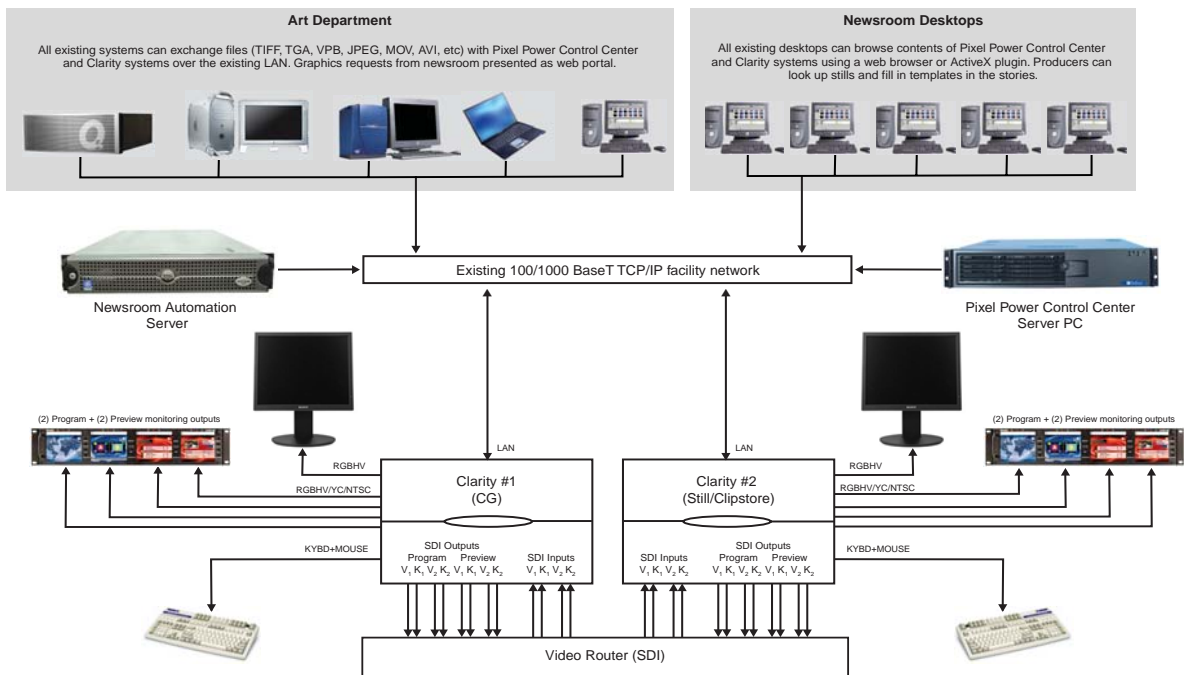 Art Department
All existing systems can exchange files (TIFF, TGA, VPB, JPEG, MOV, AVI, etc) with Pixel Power Control Center
and Clarity systems over the existing LAN. Graphics requests from newsroom presented as web portal.
Newsroom Desktops
All existing desktops can browse contents of Pixel Power Control Center
and Clarity systems using a web browser or ActiveX plugin. Producers can
look up stills and fill in templates in the stories.
Existing 100/1000 BaseT TCP/IP facility network
Newsroom Automation
Server
Pixel Power Control Center
Server PC
(2) Program + (2) Preview monitoring outputs
(2) Program + (2) Preview monitoring outputs
LAN
LAN
RGBHV
RGBHV/YC/NTSC
KYBD+MOUSE
Clarity #1
(CG)
SDI Outputs
Program Preview
V₁ K₁ V₂ K₂ V₁ K₁ V₂ K₂
SDI Inputs
V₁ K₁ V₂ K₂
Clarity #2
(Still/Clipstore)
SDI Inputs
V₁ K₁ V₂ K₂
SDI Outputs
Program Preview
V₁ K₁ V₂ K₂ V₁ K₁ V₂ K₂
RGBHV
RGBHV/YC/NTSC
KYBD+MOUSE
Video Router (SDI)